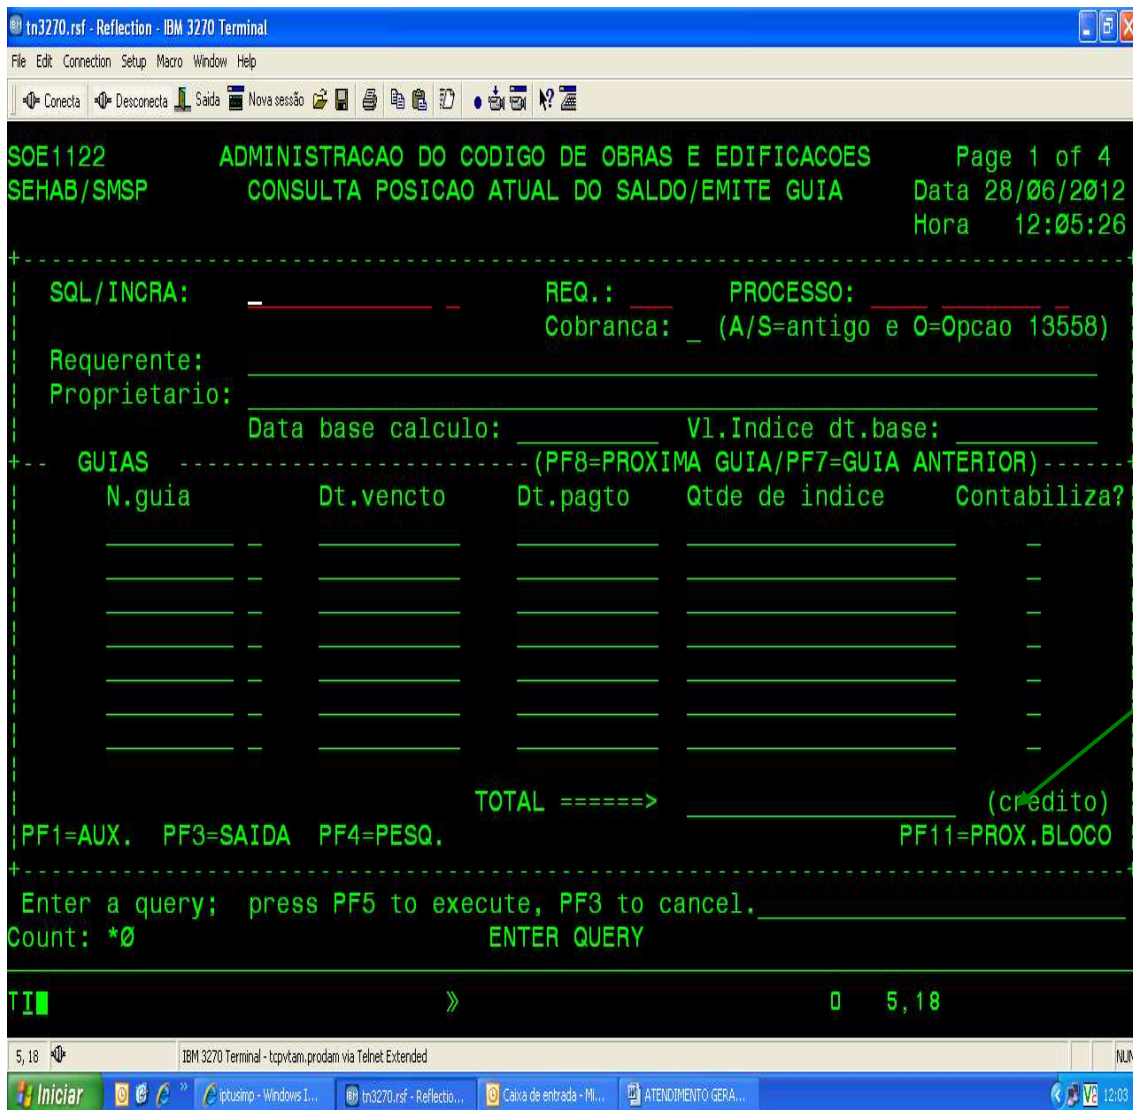 tn3270.rsf - Reflection - IBM 3270 Terminal
File Edit Connection Setup Macro Window Help
Conecta Desconecta Saida Nova sessão
SOE1122 ADMINISTRACAO DO CODIGO DE OBRAS E EDIFICACOES Page 1 of 4
SEHAB/SMSP CONSULTA POSICAO ATUAL DO SALDO/EMITE GUIA Data 28/06/2012
Hora 12:05:26
SQL/INCRA: REQ.: PROCESSO:
Cobranca: _ (A/S=antigo e O=Opcao 13558)
Requerente:
Proprietario:
Data base calculo: Vl.Indice dt.base:
GUIAS (PF8=PROXIMA GUIA/PF7=GUIA ANTERIOR)
N.guia Dt.vencto Dt.pagto Qtde de indice Contabiliza?
TOTAL ======> (credito)
PF1=AUX. PF3=SAIDA PF4=PESQ. PF11=PROX.BLOCO
Enter a query; press PF5 to execute, PF3 to cancel.
Count: *0 ENTER QUERY
TI » 5,18
5, 18 IBM 3270 Terminal - tcpvtam.prodam via Telnet Extended NUM
Iniciar » iptusimp - Windows I... tn3270.rsf - Reflectio... Caixa de entrada - Mi... ATENDIMENTO GERA... 12:03